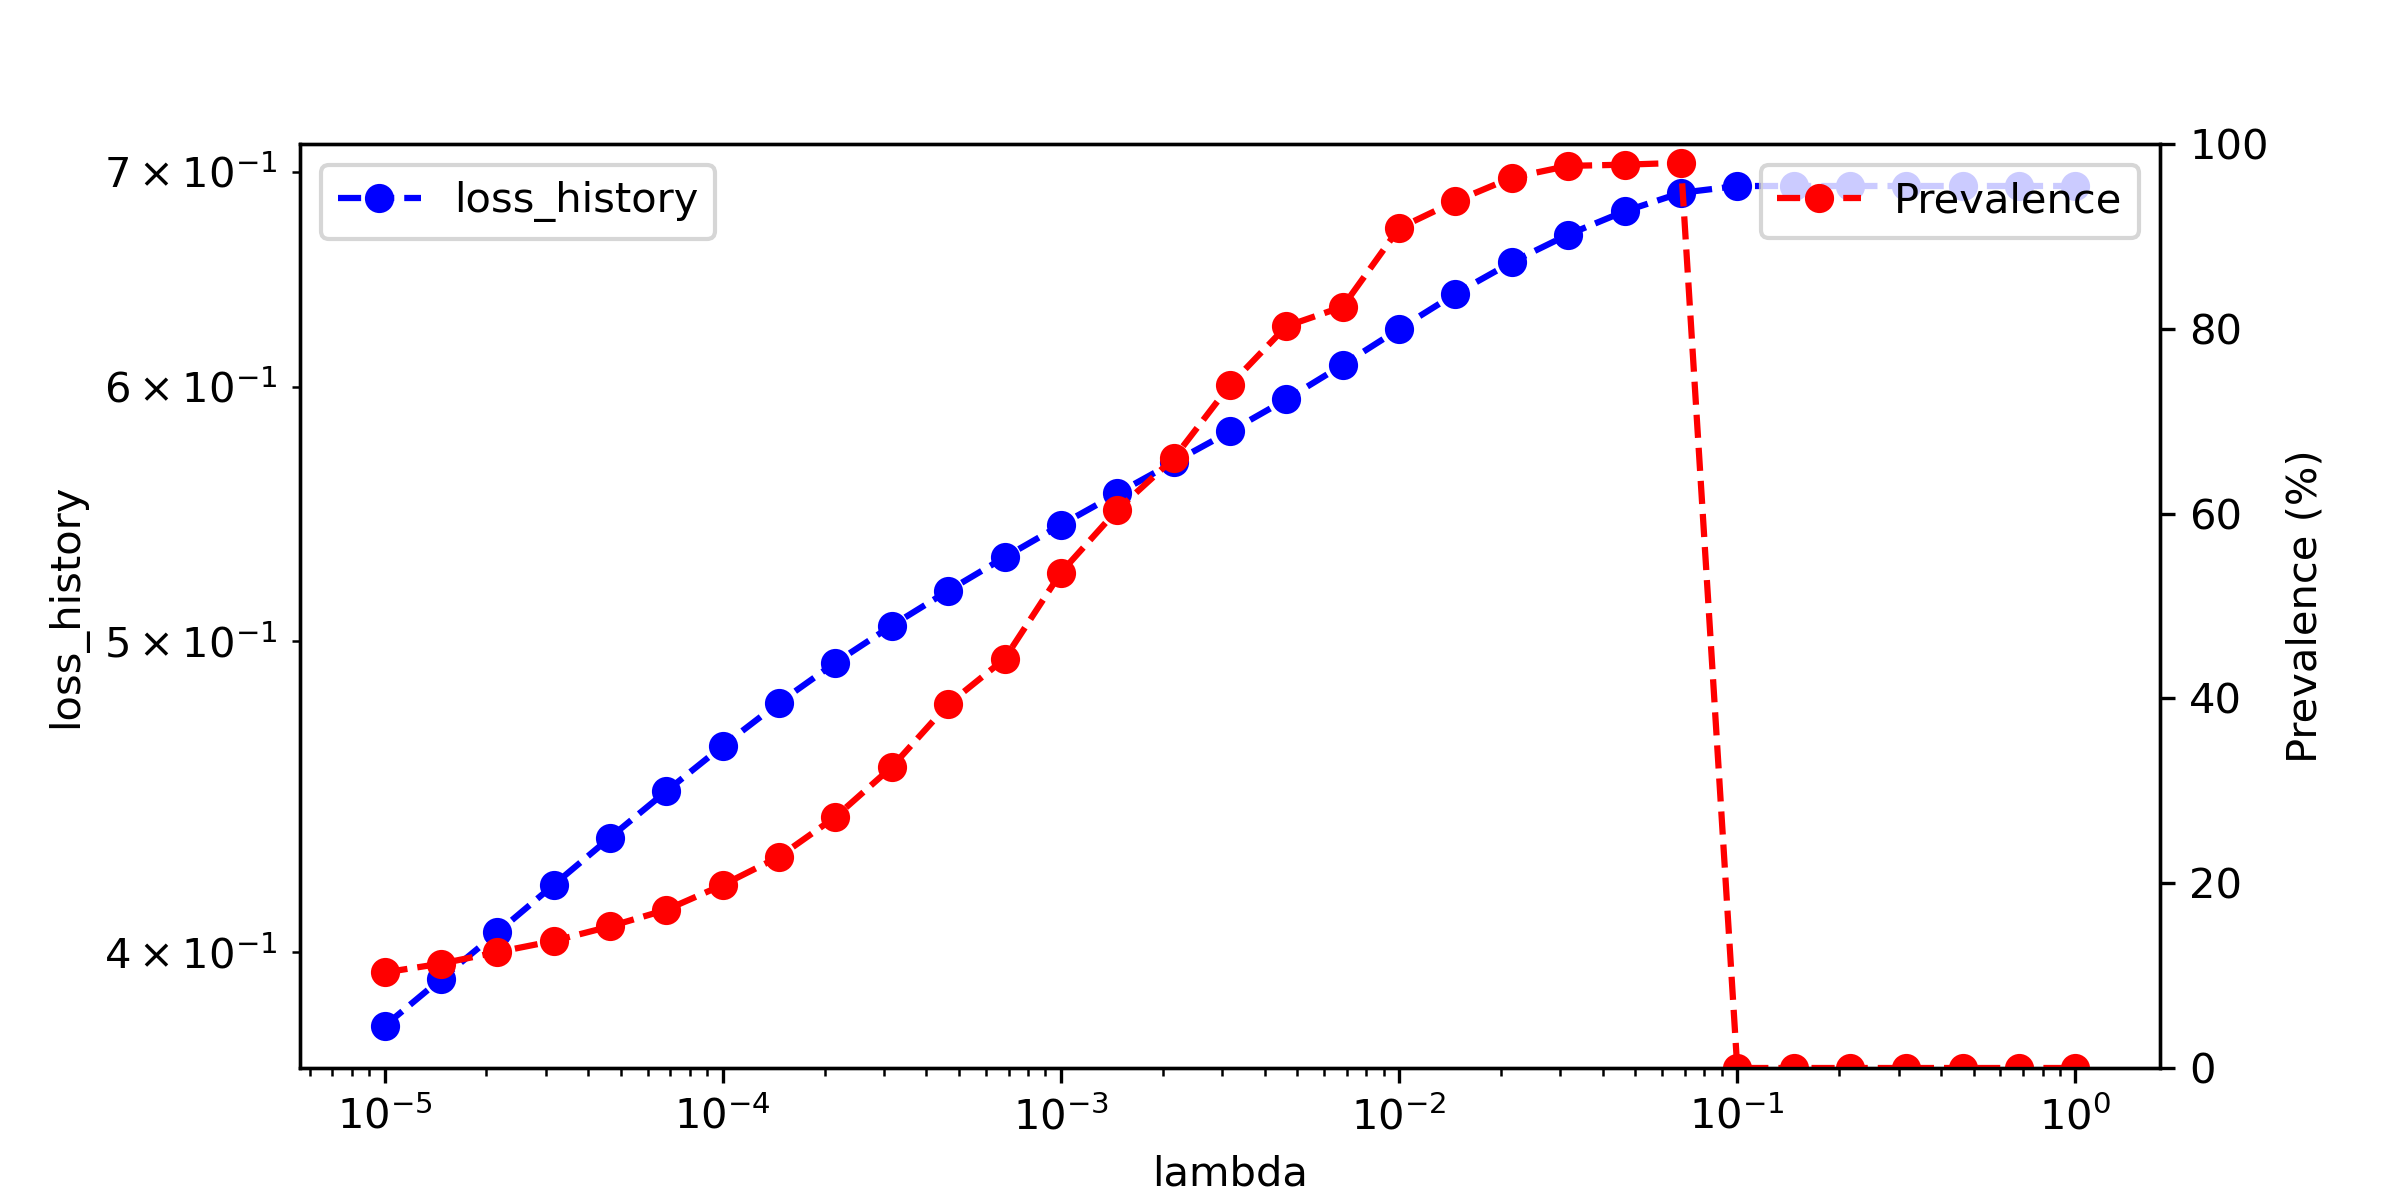 loss_history
Prevalence
7 × 10⁻¹
6 × 10⁻¹
5 × 10⁻¹
4 × 10⁻¹
loss_history
100
80
60
40
20
0
Prevalence (%)
10⁻⁵ 10⁻⁴ 10⁻³ 10⁻² 10⁻¹ 10⁰
lambda